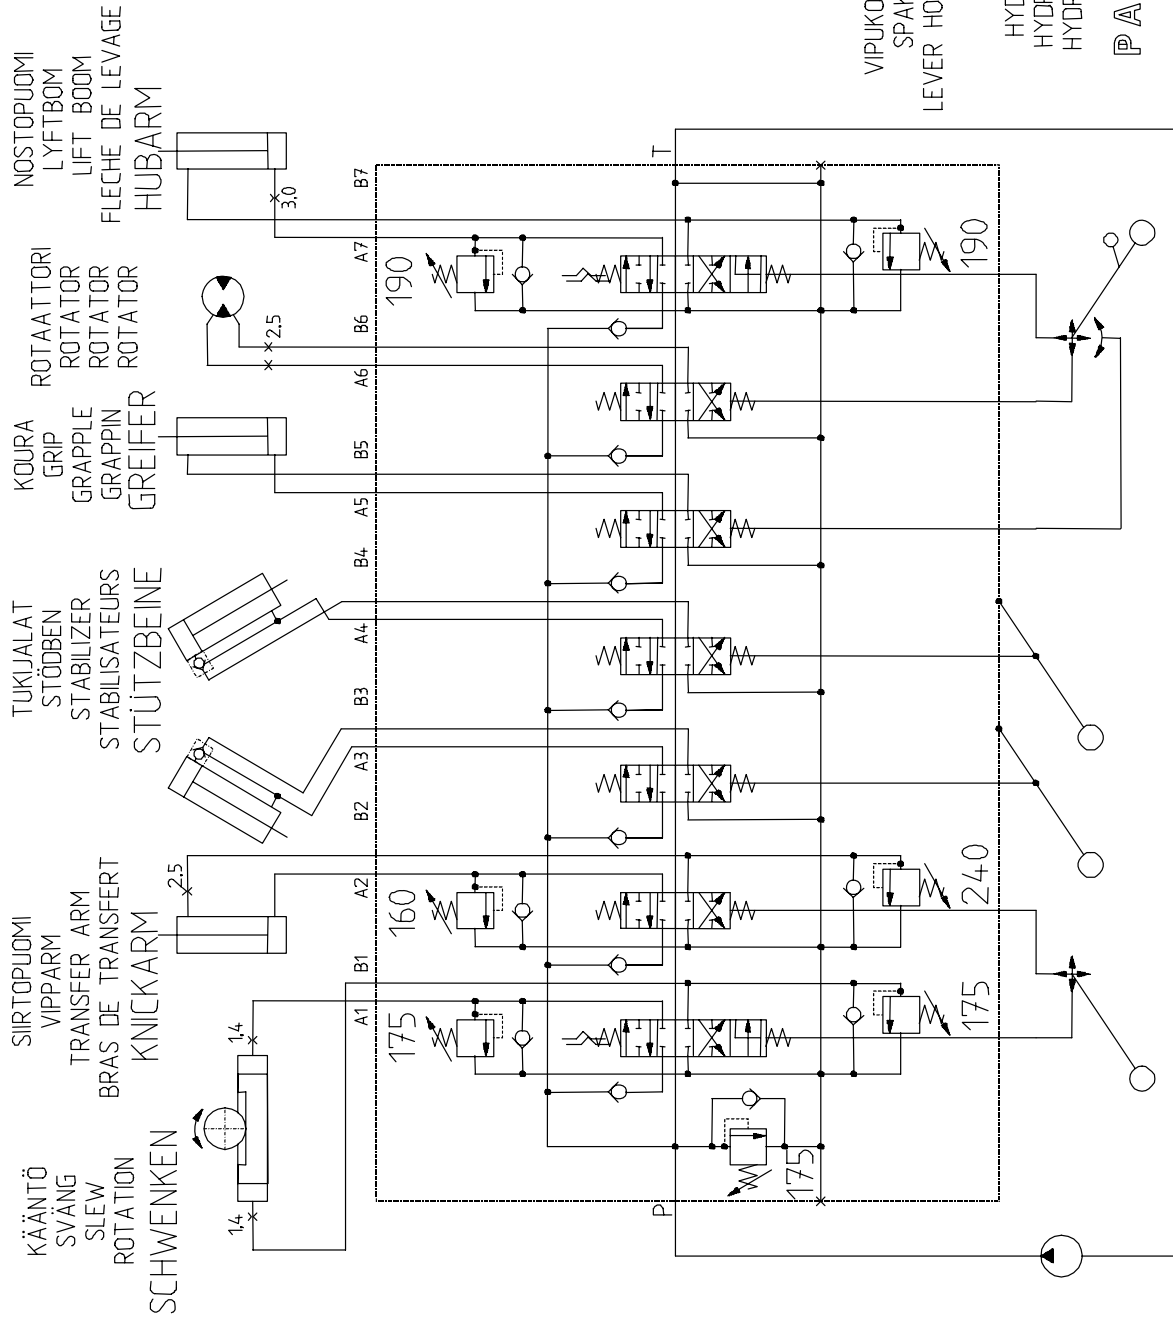 KÄÄNTÖ
SVÄNG
SLEW
ROTATION
SCHWENKEN
SIIRTOPUOMI
VIPPARM
TRANSFER ARM
BRAS DE TRANSFERT
KNICKARM
TUKIJALAT
STÖDBEN
STABILIZER
STABILISATEURS
STÜTZBEINE
KOURA
GRIP
GRAPPLE
GRAPPIN
GREIFER
ROTAATTORI
ROTATOR
ROTATOR
ROTATOR
NOSTOPUOMI
LYFTBOM
LIFT BOOM
FLECHE DE LEVAGE
HUBARM
1,4
1,4
2.5
2.5
3.0
A1
B1
A2
B2
A3
B3
A4
B4
A5
B5
A6
B6
A7
B7
175
160
190
P
T
175
175
240
190
VIPUKO
SPAK
LEVER HO
HYD
HYDR
HYDR
PA